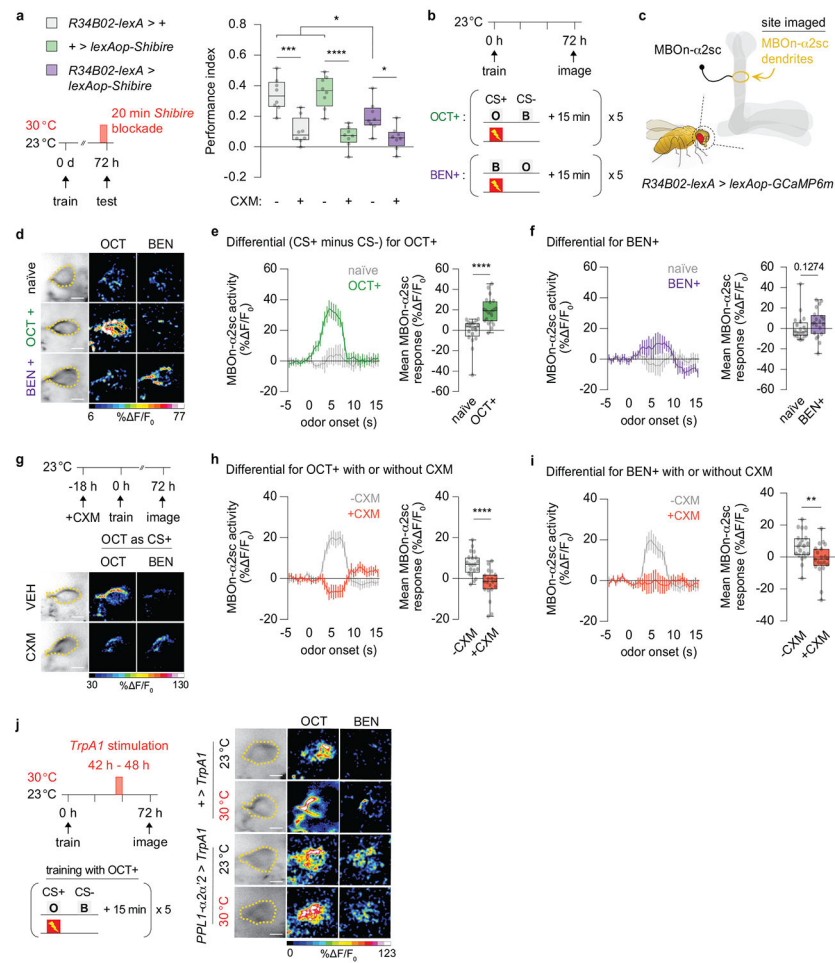 a
R34B02-lexA > +
+ > lexAop-Shibire
R34B02-lexA >
lexAop-Shibire
20 min Shibire
blockade
30 °C
23 °C
0 d
72 h
train
test
Performance index
0.8
0.6
0.4
0.2
0.0
-0.2
***
****
*
*
CXM:
-
+
-
+
-
+
b
23 °C
0 h
72 h
train
image
CS+
CS-
OCT+ :
O
B
+ 15 min
x 5
BEN+ :
B
O
+ 15 min
x 5
c
site imaged
MBOn-α2sc
MBOn-α2sc
dendrites
R34B02-lexA > lexAop-GCaMP6m
d
OCT
BEN
naïve
OCT +
BEN +
6
%ΔF/F0
77
e
Differential (CS+ minus CS-) for OCT+
MBOn-α2sc activity
(%ΔF/F0)
60
40
20
0
-20
naïve
OCT+
-5
0
5
10
15
odor onset (s)
Mean MBOn-α2sc
response (%ΔF/F0)
60
40
20
0
-20
-40
-60
****
naïve
OCT+
f
Differential for BEN+
MBOn-α2sc activity
(%ΔF/F0)
60
40
20
0
-20
naïve
BEN+
-5
0
5
10
15
odor onset (s)
Mean MBOn-α2sc
response (%ΔF/F0)
60
40
20
0
-20
-40
-60
0.1274
naïve
BEN+
g
23 °C
-18 h
0 h
72 h
+CXM
train
image
OCT as CS+
OCT
BEN
VEH
CXM
30
%ΔF/F0
130
h
Differential for OCT+ with or without CXM
MBOn-α2sc activity
(%ΔF/F0)
40
20
0
-20
-CXM
+CXM
-5
0
5
10
15
odor onset (s)
Mean MBOn-α2sc
response (%ΔF/F0)
40
20
0
-20
****
-CXM
+CXM
i
Differential for BEN+ with or without CXM
MBOn-α2sc activity
(%ΔF/F0)
40
20
0
-20
-CXM
+CXM
-5
0
5
10
15
odor onset (s)
Mean MBOn-α2sc
response (%ΔF/F0)
40
20
0
-20
-40
**
-CXM
+CXM
j
TrpA1 stimulation
42 h - 48 h
30 °C
23 °C
0 h
72 h
train
image
training with OCT+
CS+
CS-
O
B
+ 15 min
x 5
OCT
BEN
+ > TrpA1
23 °C
30 °C
PPL1-α2α'2 > TrpA1
23 °C
30 °C
0
%ΔF/F0
123